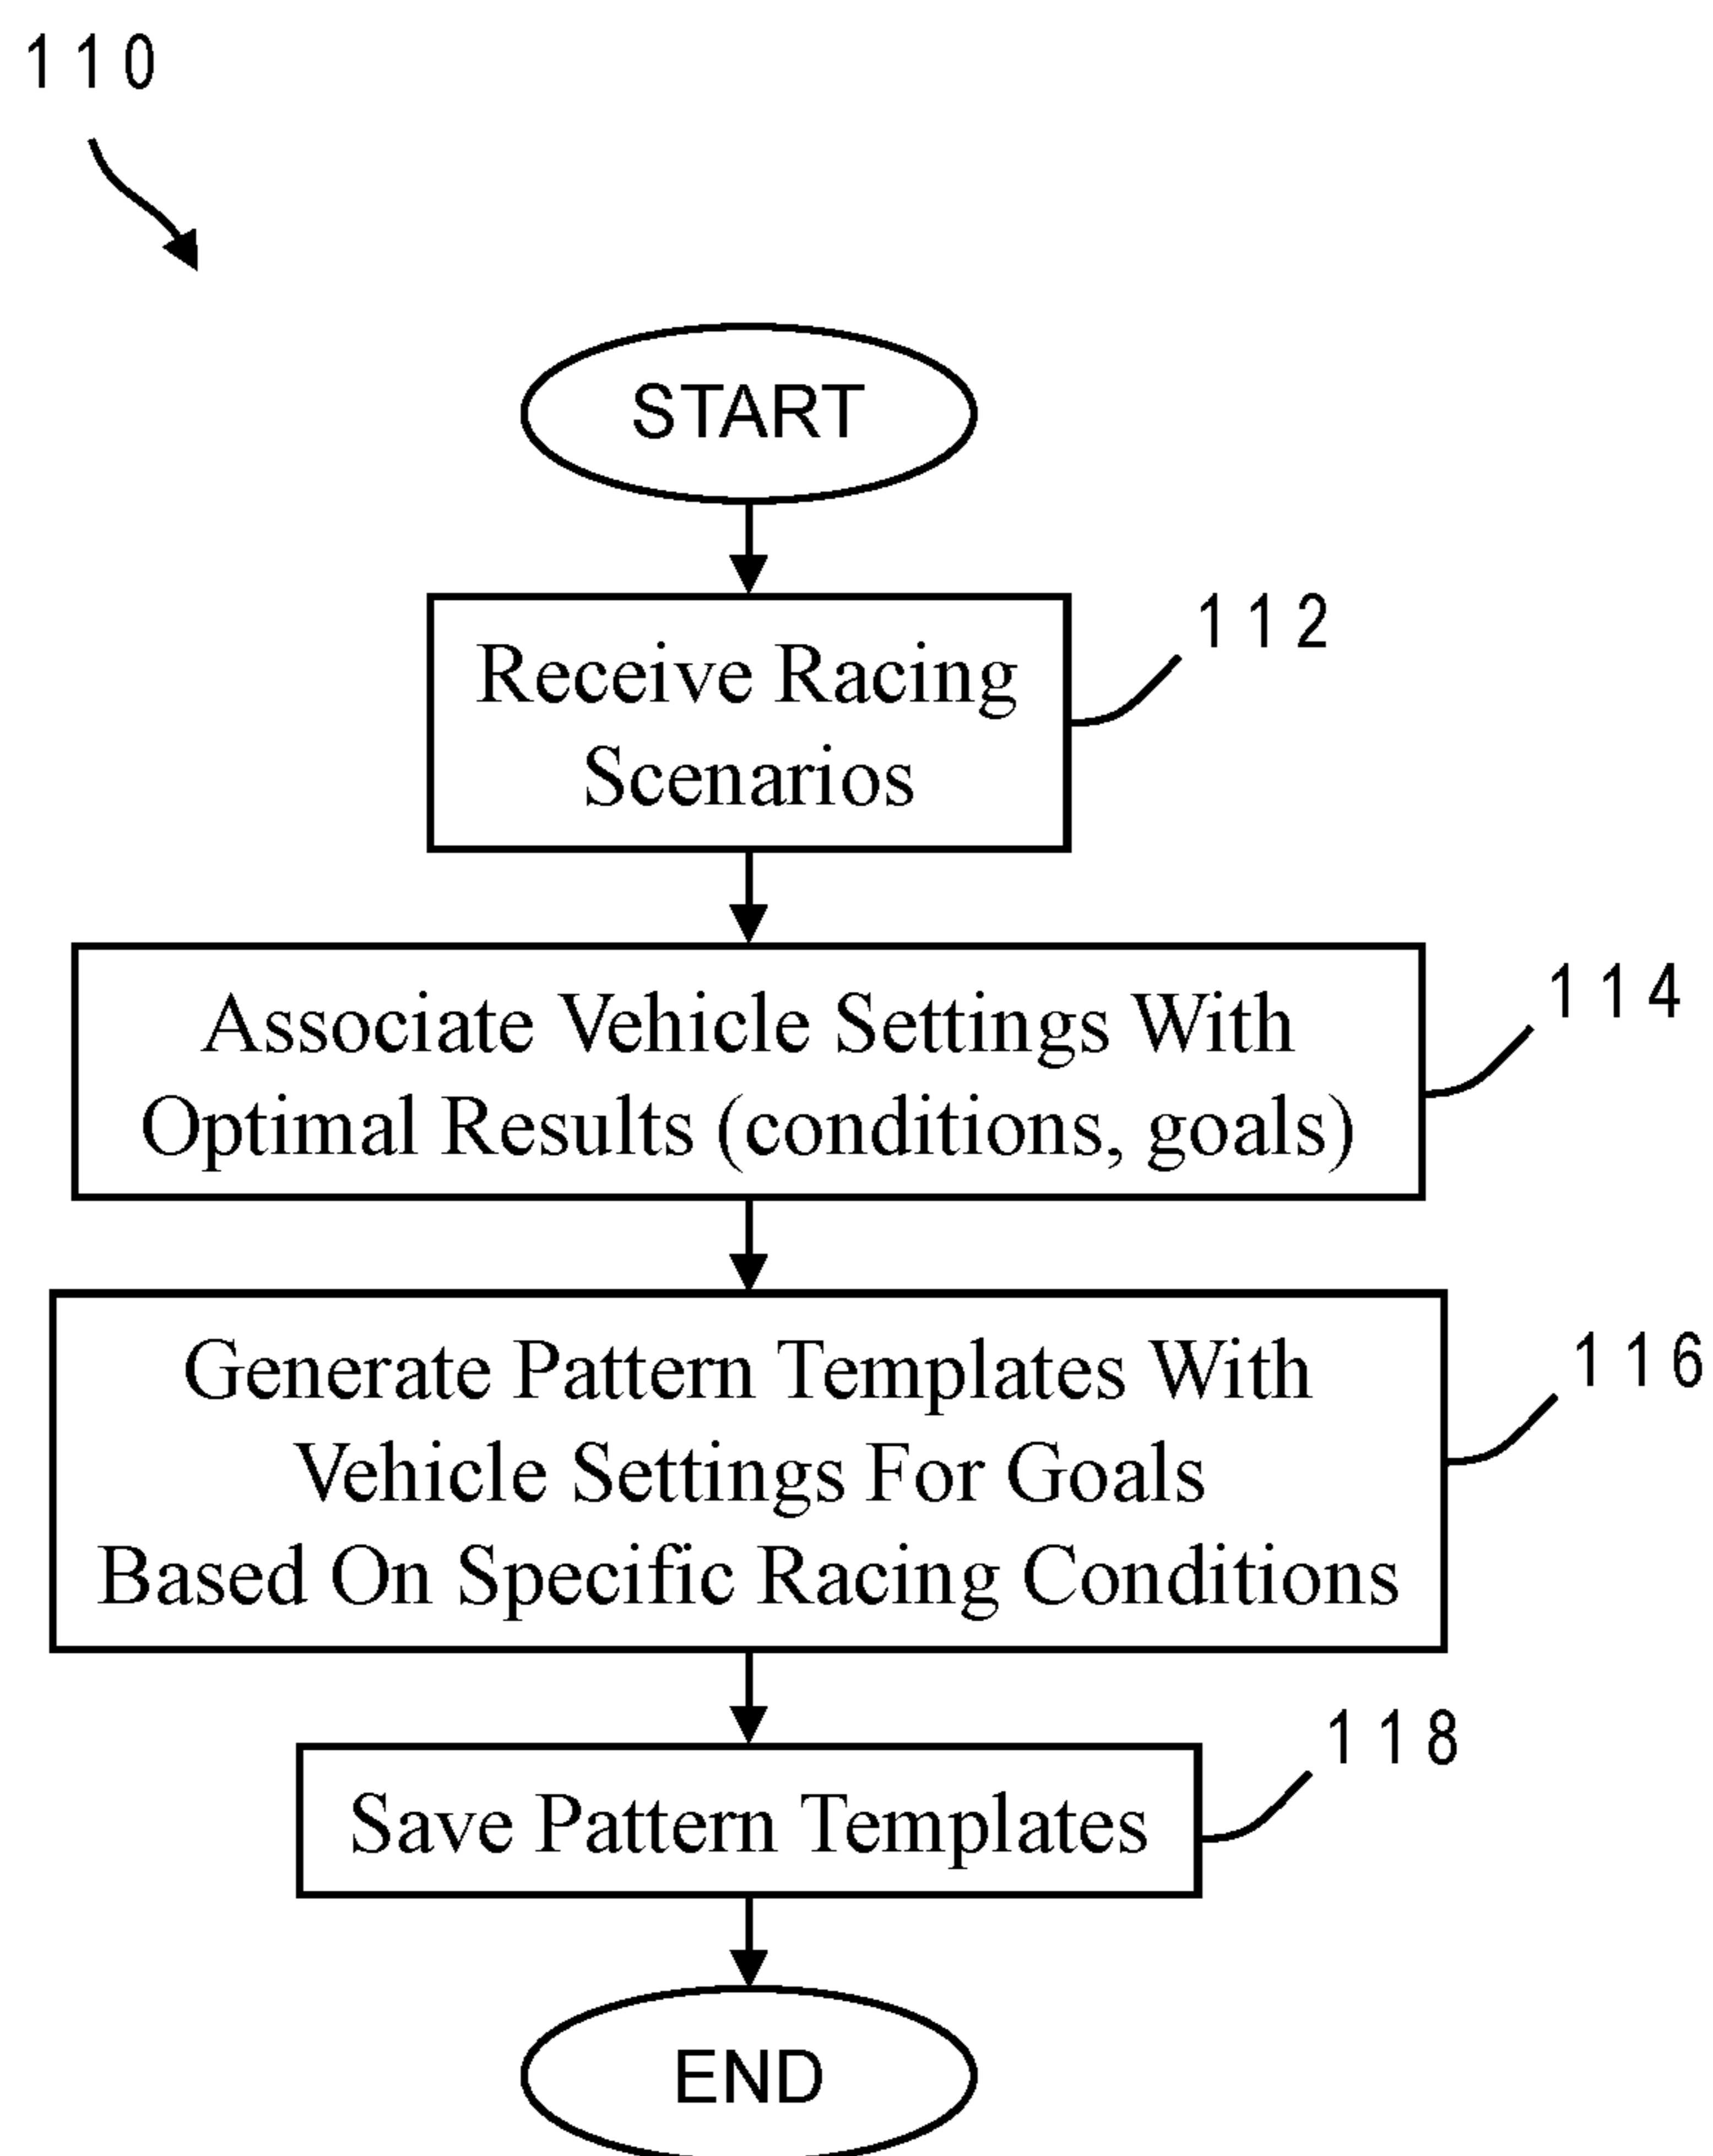 110
START
Receive Racing
Scenarios
112
Associate Vehicle Settings With
Optimal Results (conditions, goals)
114
Generate Pattern Templates With
Vehicle Settings For Goals
Based On Specific Racing Conditions
116
Save Pattern Templates
118
END